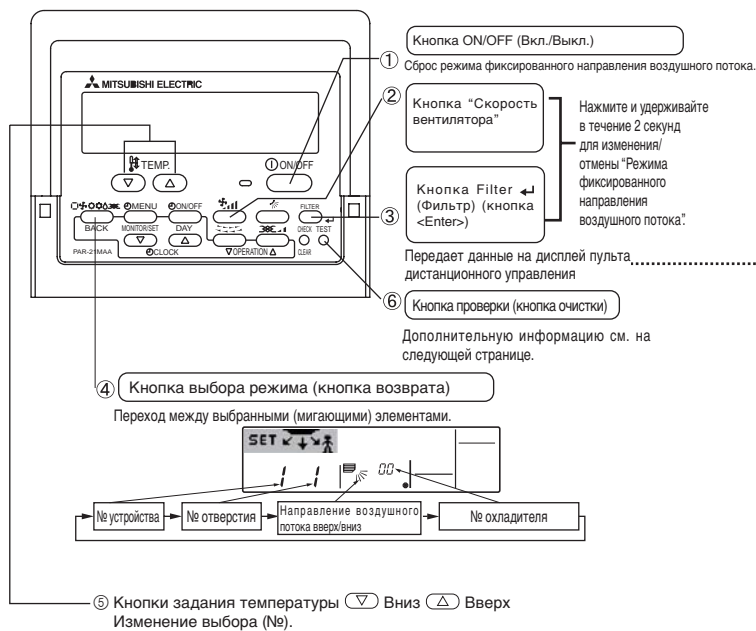 ① Кнопка ON/OFF (Вкл./Выкл.)
Сброс режима фиксированного направления воздушного потока.
② Кнопка “Скорость
вентилятора”
Нажмите и удерживайте
в течение 2 секунд
для изменения/
отмены “Режима
фиксированного
направления
воздушного потока”.
③ Кнопка Filter ↵
(Фильтр) (кнопка
<Enter>)
Передает данные на дисплей пульта
дистанционного управления
⑥ Кнопка проверки (кнопка очистки)
Дополнительную информацию см. на
следующей странице.
MITSUBISHI ELECTRIC
TEMP. ON/OFF
MENU ON/OFF FILTER
BACK MONITOR/SET DAY CHECK TEST
PAR-21MAA CLOCK ▽ OPERATION △ CLEAR
④ Кнопка выбора режима (кнопка возврата)
Переход между выбранными (мигающими) элементами.
SET
1 1 00
№ устройства № отверстия Направление воздушного № охладителя
потока вверх/вниз
⑤ Кнопки задания температуры ▽ Вниз △ Вверх
Изменение выбора (№).